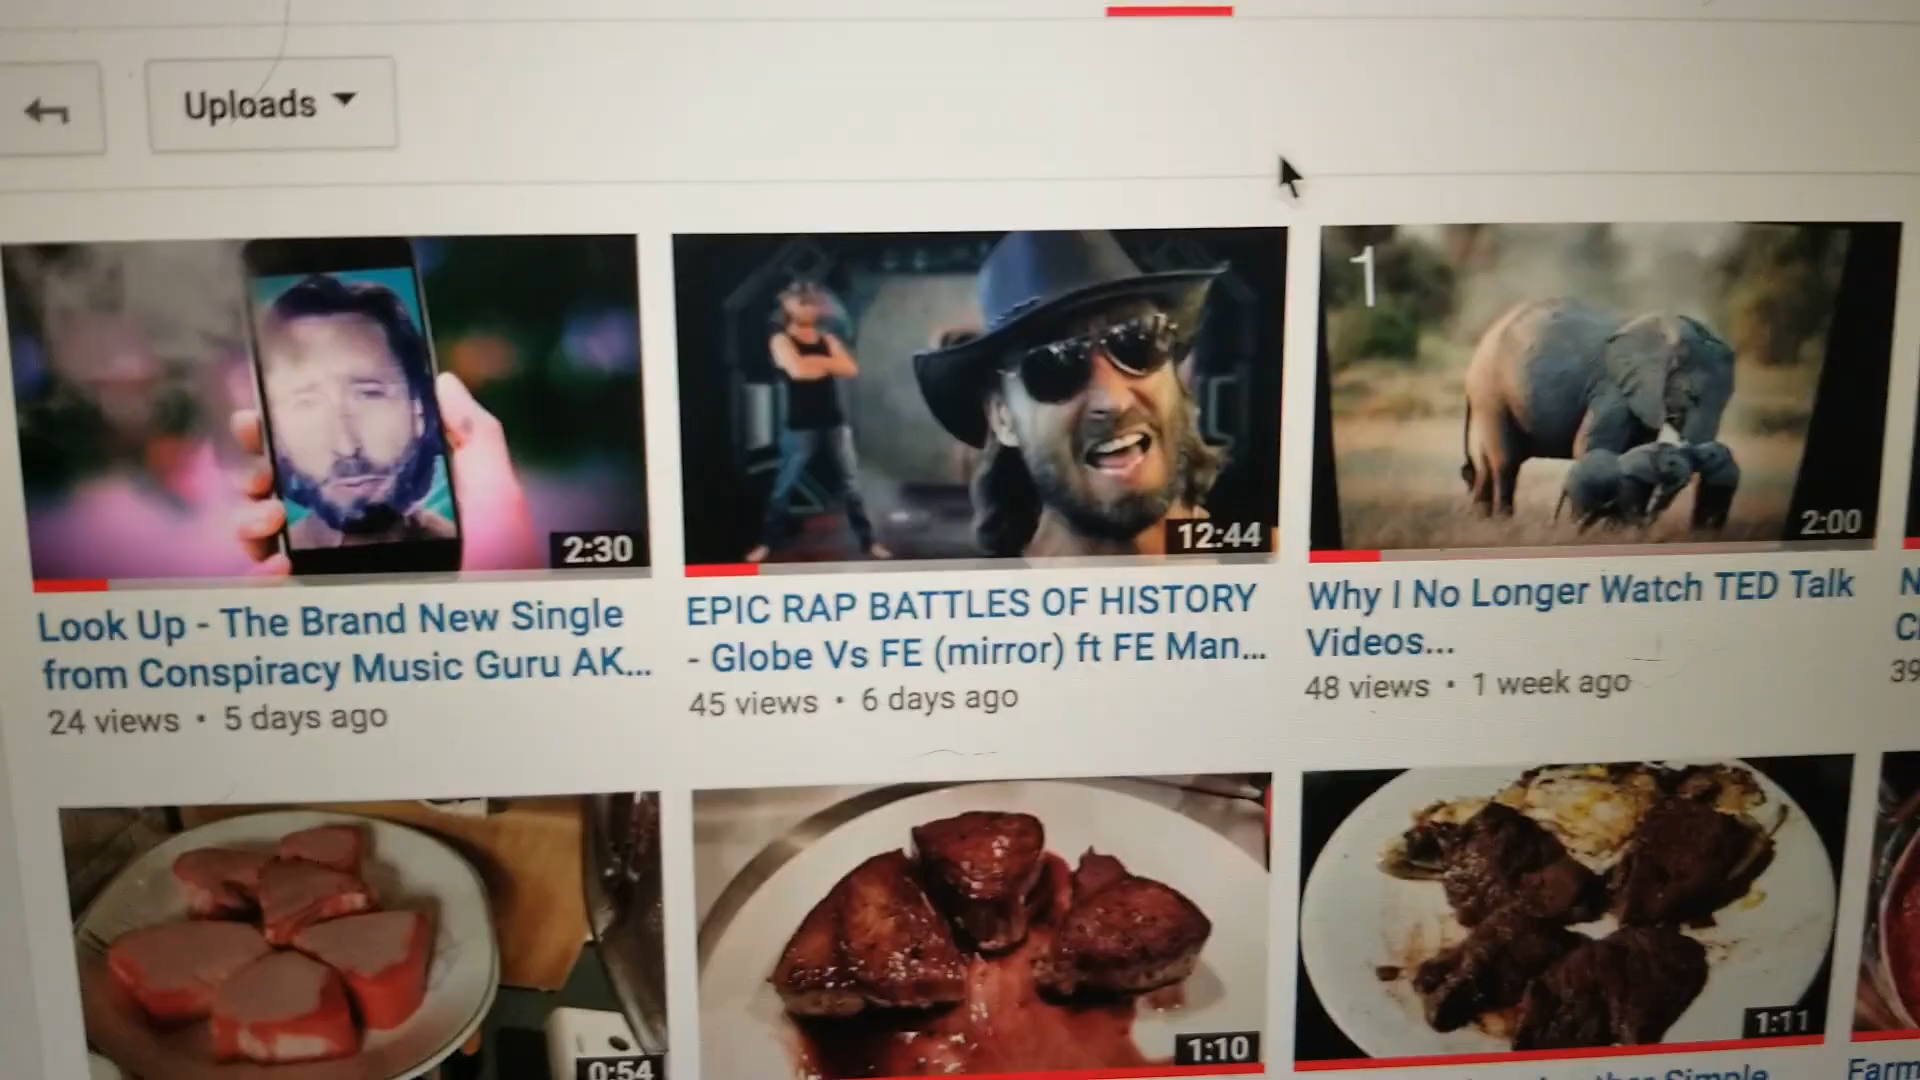 Uploads
1
2:30
12:44
2:00
Look Up - The Brand New Single
from Conspiracy Music Guru AK...
24 views • 5 days ago
EPIC RAP BATTLES OF HISTORY
- Globe Vs FE (mirror) ft FE Man...
45 views • 6 days ago
Why I No Longer Watch TED Talk
Videos...
48 views • 1 week ago
N
39
0:54
1:10
1:11
Simple
Farm